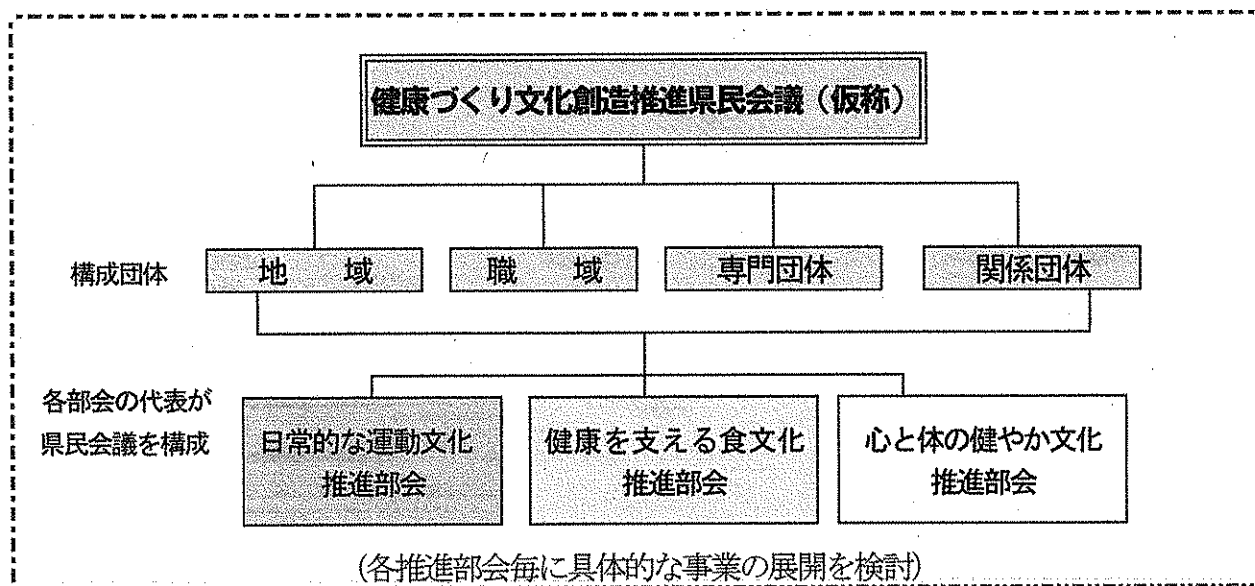 健康づくり文化創造推進県民会議（仮称）
構成団体
地　域
職　域
専門団体
関係団体
各部会の代表が
県民会議を構成
日常的な運動文化
推進部会
健康を支える食文化
推進部会
心と体の健やか文化
推進部会
(各推進部会毎に具体的な事業の展開を検討)